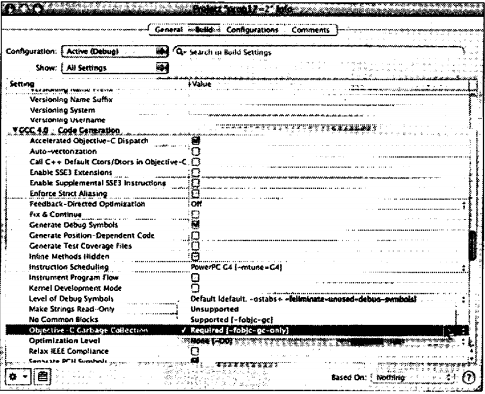 Project "prog17-2" Info
General Build Configurations Comments
Configuration: Active (Debug) Search in Build Settings
Show: All Settings
Setting Value
Versioning Name Prefix
Versioning Name Suffix
Versioning System
Versioning Username
GCC 4.0 - Code Generation
Accelerated Objective-C Dispatch
Auto-vectorization
Call C++ Default Ctors/Dtors in Objective-C
Enable SSE3 Extensions
Enable Supplemental SSE3 Instructions
Enforce Strict Aliasing
Feedback-Directed Optimization Off
Fix & Continue
Generate Debug Symbols
Generate Position-Dependent Code
Generate Test Coverage Files
Inline Methods Hidden
Instruction Scheduling PowerPC G4 [-mtune=G4]
Instrument Program Flow
Kernel Development Mode
Level of Debug Symbols Default [default, -gstabs+ -feliminate-unused-debug-symbols]
Make Strings Read-Only Unsupported
No Common Blocks Supported [-fobjc-gc]
Objective-C Garbage Collection ✓ Required [-fobjc-gc-only]
Optimization Level None [-O0]
Relax IEEE Compliance
Separate PCH Symbols
Based On: Nothing ?